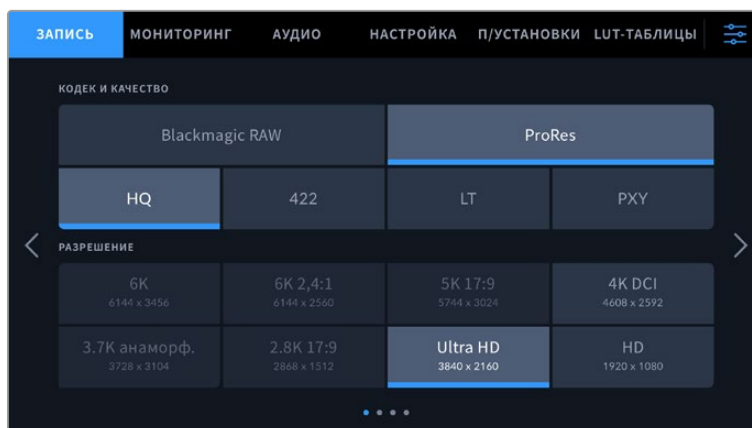 ЗАПИСЬ МОНИТОРИНГ АУДИО НАСТРОЙКА П/УСТАНОВКИ LUT-ТАБЛИЦЫ
КОДЕК И КАЧЕСТВО
Blackmagic RAW ProRes
HQ 422 LT PXY
РАЗРЕШЕНИЕ
6K 6K 2,4:1 5K 17:9 4K DCI
6144 x 3456 6144 x 2560 5744 x 3024 4608 x 2592
3.7K анаморф. 2.8K 17:9 Ultra HD HD
3728 x 3104 2868 x 1512 3840 x 2160 1920 x 1080